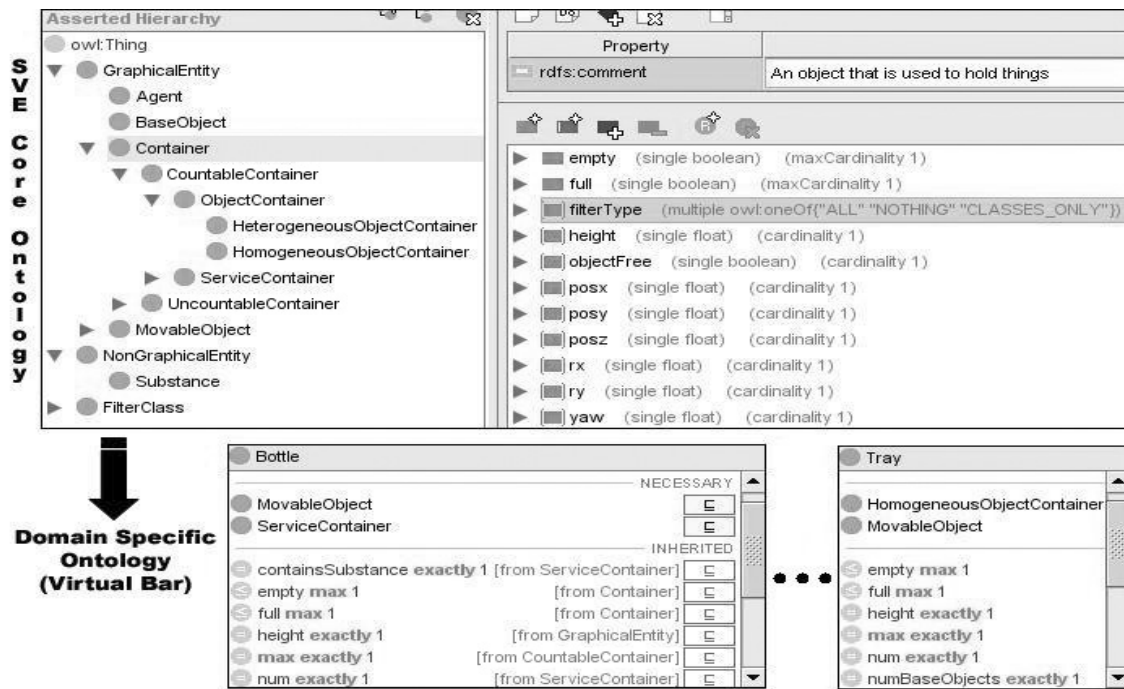 SVE Core Ontology
Asserted Hierarchy
owl:Thing
GraphicalEntity
Agent
BaseObject
Container
CountableContainer
ObjectContainer
HeterogeneousObjectContainer
HomogeneousObjectContainer
ServiceContainer
UncountableContainer
MovableObject
NonGraphicalEntity
Substance
FilterClass
Property
rdfs:comment An object that is used to hold things
empty (single boolean) (maxCardinality 1)
full (single boolean) (maxCardinality 1)
filterType (multiple owl:oneOf{"ALL" "NOTHING" "CLASSES_ONLY"})
height (single float) (cardinality 1)
objectFree (single boolean) (cardinality 1)
posx (single float) (cardinality 1)
posy (single float) (cardinality 1)
posz (single float) (cardinality 1)
rx (single float) (cardinality 1)
ry (single float) (cardinality 1)
yaw (single float) (cardinality 1)
Domain Specific
Ontology
(Virtual Bar)
Bottle
NECESSARY
MovableObject ⊑
ServiceContainer ⊑
INHERITED
containsSubstance exactly 1 [from ServiceContainer] ⊑
empty max 1 [from Container] ⊑
full max 1 [from Container] ⊑
height exactly 1 [from GraphicalEntity] ⊑
max exactly 1 [from CountableContainer] ⊑
num exactly 1 [from ServiceContainer] ⊑
Tray
HomogeneousObjectContainer
MovableObject
empty max 1
full max 1
height exactly 1
max exactly 1
num exactly 1
numBaseObjects exactly 1